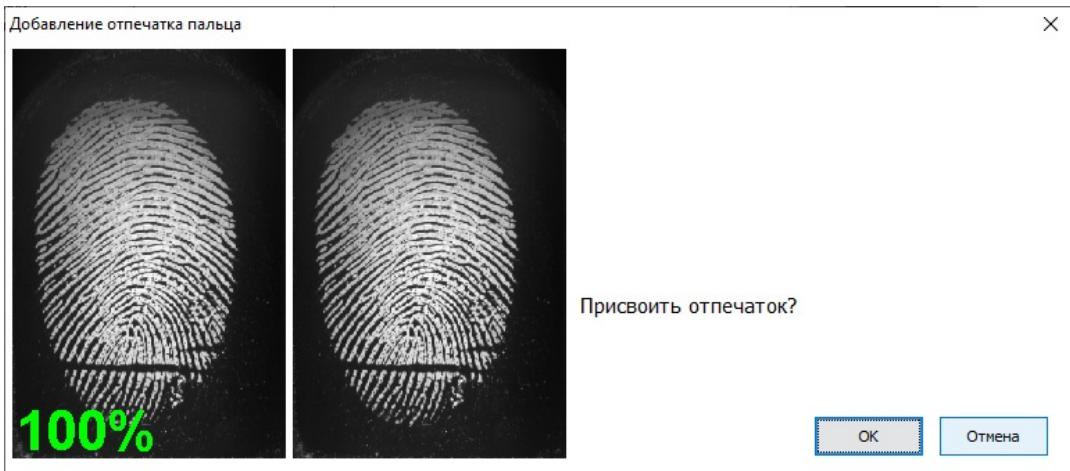 Добавление отпечатка пальца
Присвоить отпечаток?
100%
OK
Отмена